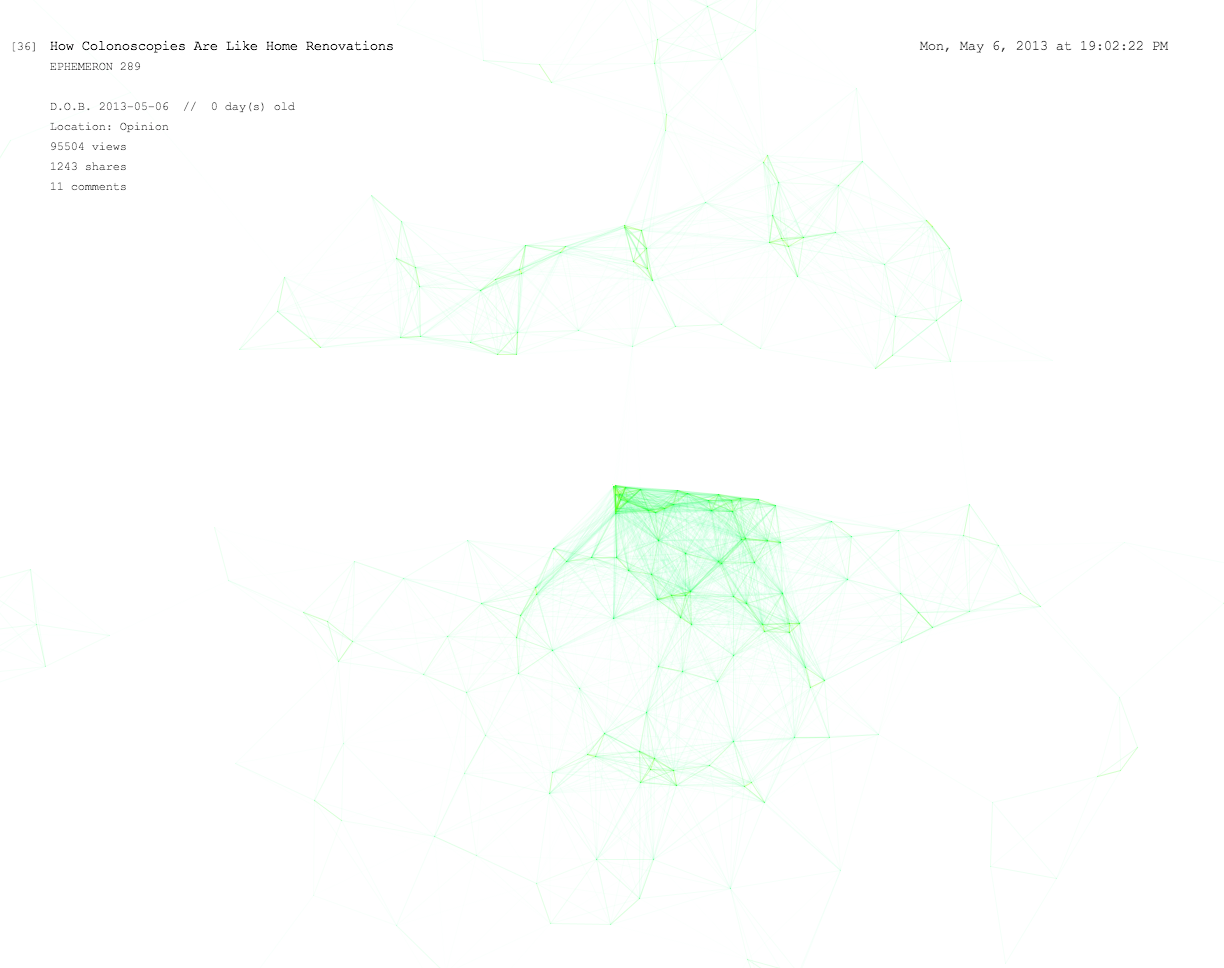 [36] How Colonoscopies Are Like Home Renovations
Mon, May 6, 2013 at 19:02:22 PM
EPHEMERON 289
D.O.B. 2013-05-06 // 0 day(s) old
Location: Opinion
95504 views
1243 shares
11 comments